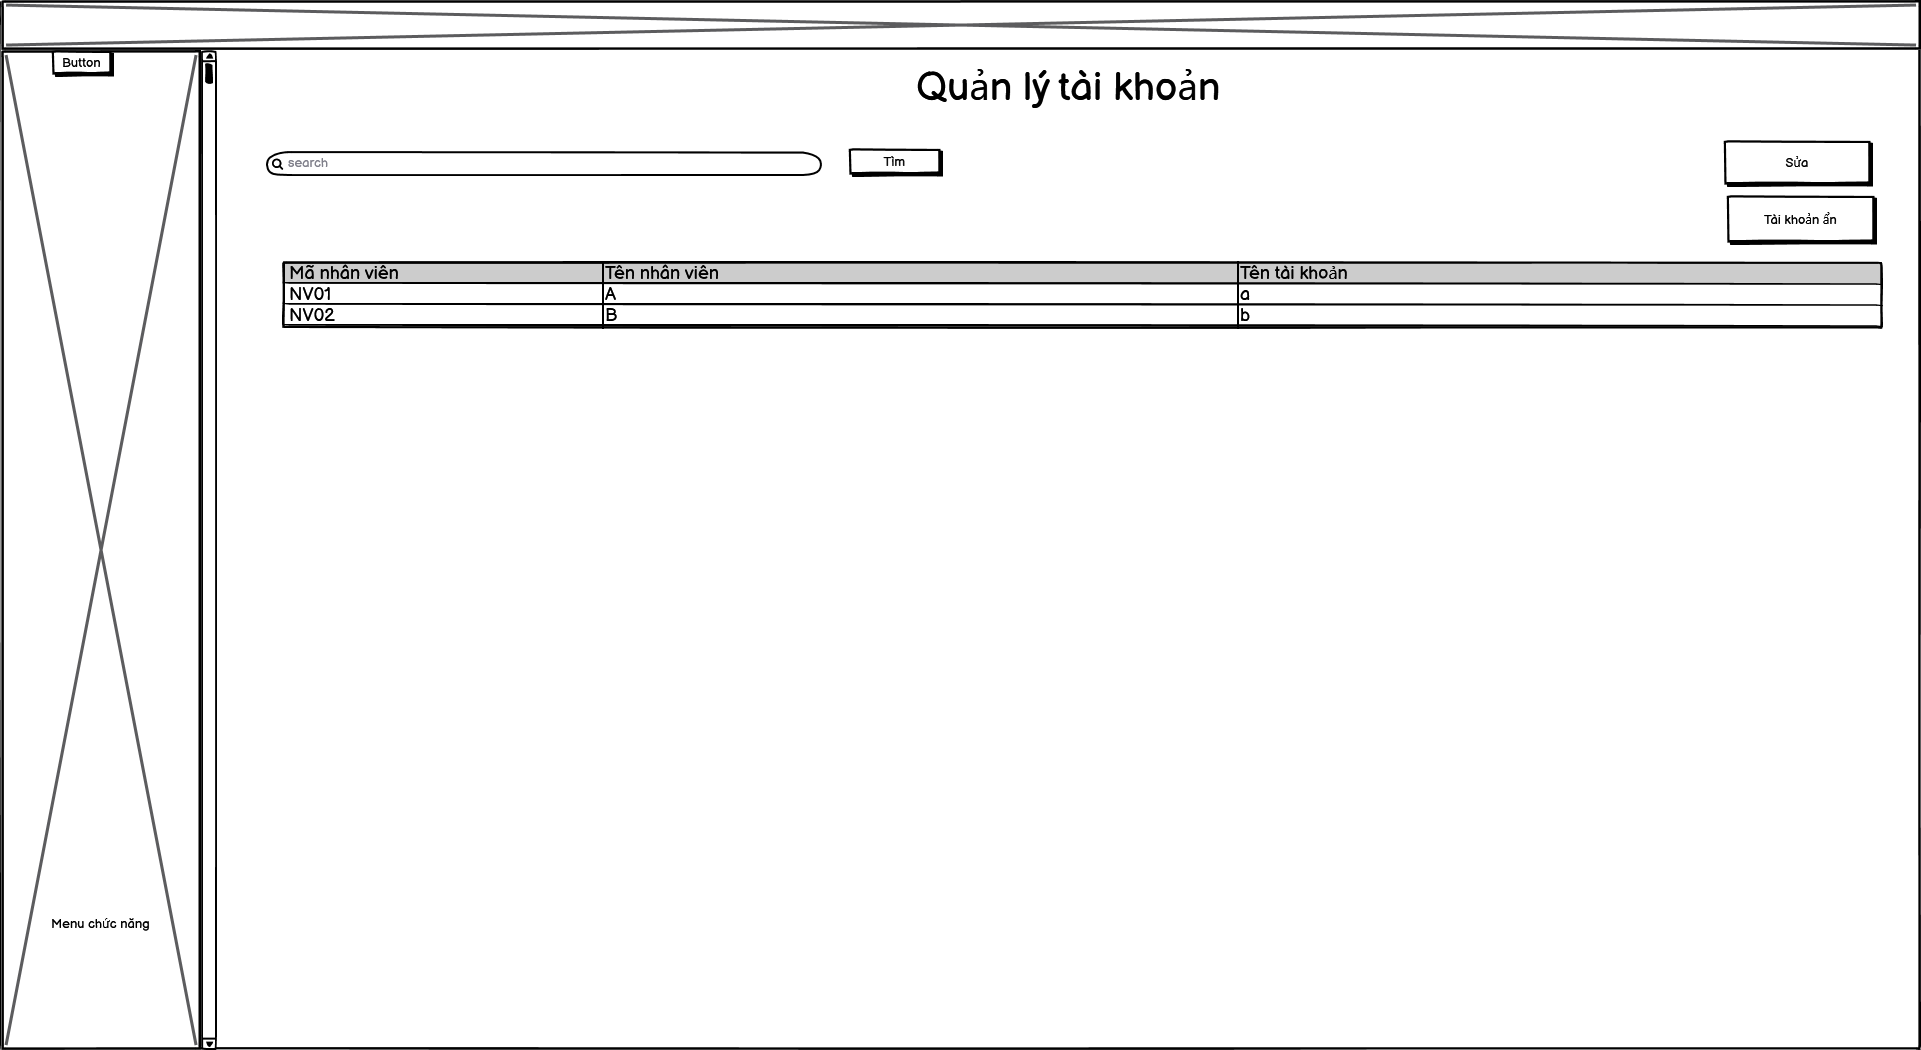 Button
Quản lý tài khoản
search
Tìm
Sửa
Tài khoản ẩn
Mã nhân viên Tên nhân viên Tên tài khoản
NV01 A a
NV02 B b
Menu chức năng